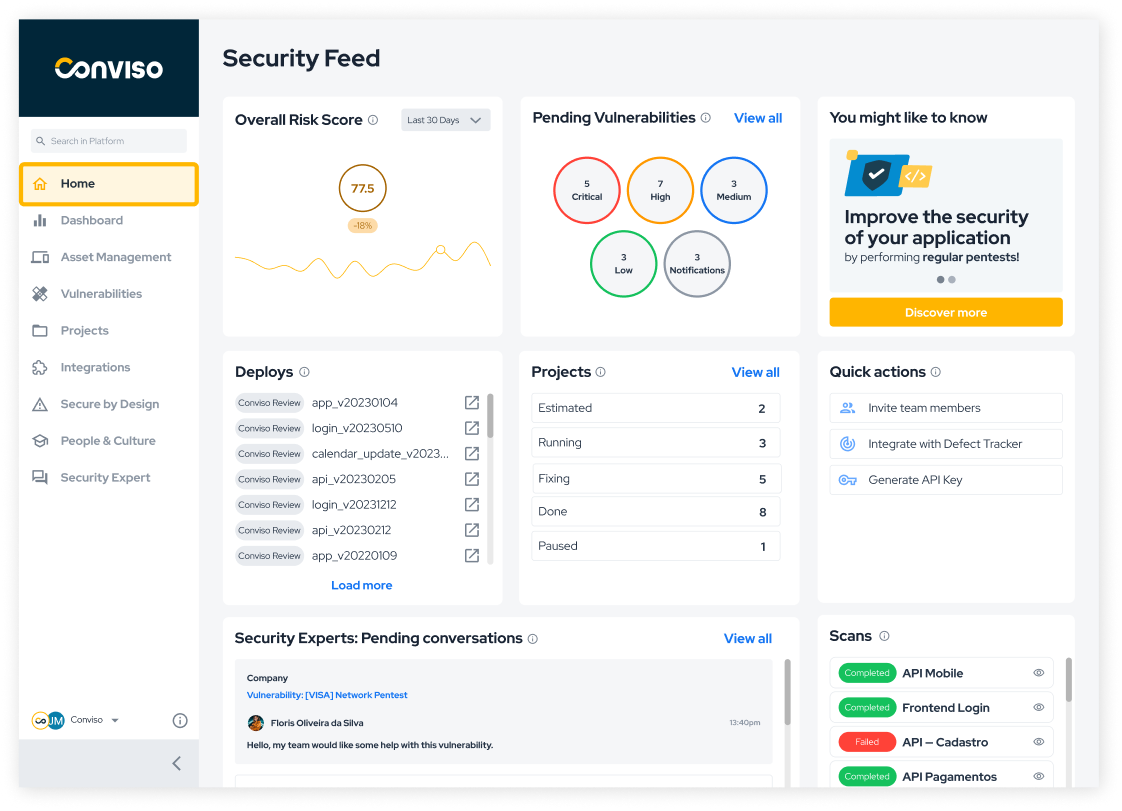 Conviso
Search in Platform
Home
Dashboard
Asset Management
Vulnerabilities
Projects
Integrations
Secure by Design
People & Culture
Security Expert
JM
Conviso
Security Feed
Overall Risk Score
Last 30 Days
77.5
-18%
Pending Vulnerabilities
View all
5
Critical
7
High
3
Medium
3
Low
3
Notifications
You might like to know
</>
Improve the security
of your application
by performing regular pentests!
Discover more
Deploys
Conviso Review app_v20230104
Conviso Review login_v20230510
Conviso Review calendar_update_v2023...
Conviso Review api_v20230205
Conviso Review login_v20231212
Conviso Review api_v20230212
Conviso Review app_v20220109
Load more
Projects
View all
Estimated 2
Running 3
Fixing 5
Done 8
Paused 1
Quick actions
Invite team members
Integrate with Defect Tracker
Generate API Key
Security Experts: Pending conversations
View all
Company
Vulnerability: [VISA] Network Pentest
Floris Oliveira da Silva 13:40pm
Hello, my team would like some help with this vulnerability.
Scans
Completed API Mobile
Completed Frontend Login
Failed API – Cadastro
Completed API Pagamentos